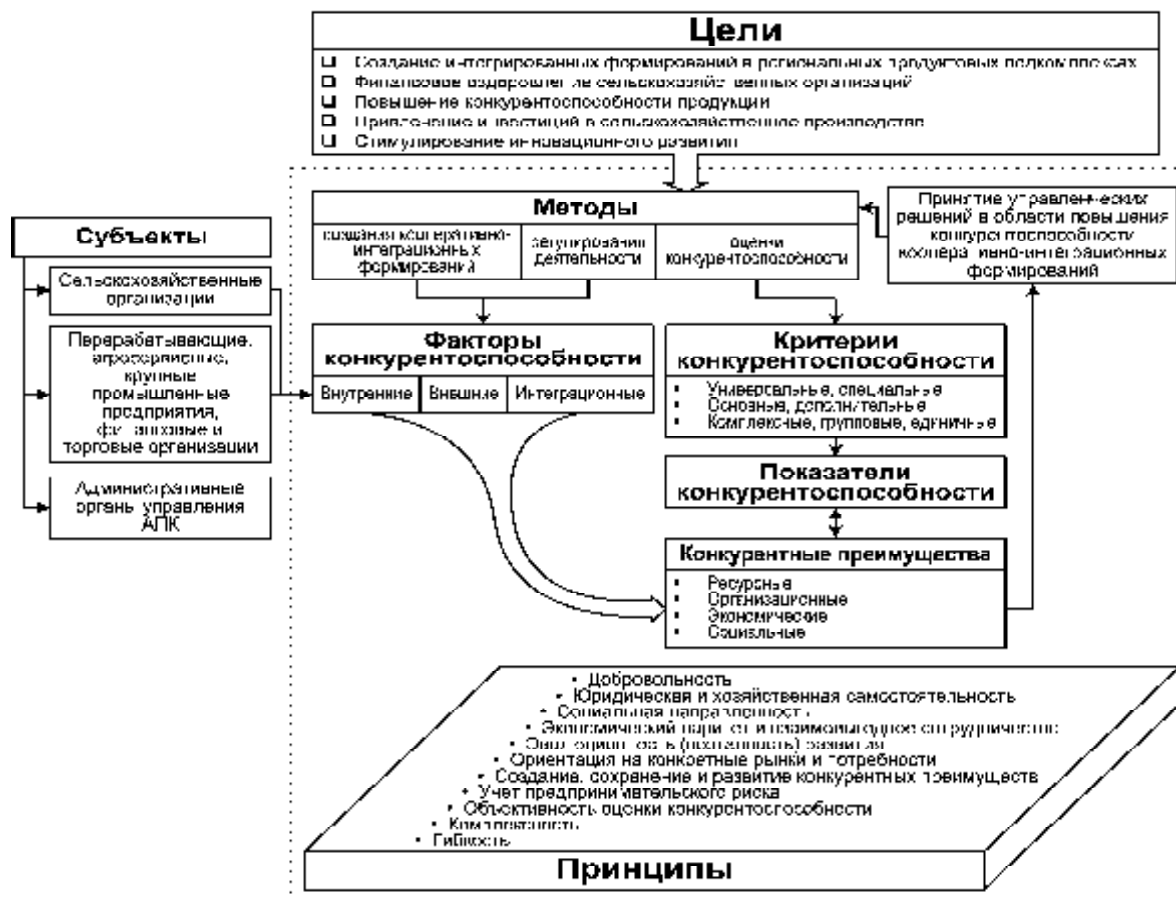 Цели
Создание интегрированных формирований в региональных продуктовых подкомплексах
Финансовое оздоровление сельскохозяйственных организаций
Повышение конкурентоспособности продукции
Привлечение инвестиций в сельскохозяйственное производство
Стимулирование инновационного развития
Субъекты
Сельскохозяйственные
организации
Перерабатывающие,
агросервисные,
крупные
промышленные
предприятия,
финансовые и
торговые организации
Административные
органы управления
АПК
Методы
создания кооперативно-
интеграционных
формирований
регулирования
деятельности
оценки
конкурентоспособности
Принятие управленческих
решений в области повышения
конкурентоспособности
кооперативно-интеграционных
формирований
Факторы
конкурентоспособности
Внутренние
Внешние
Интеграционные
Критерии
конкурентоспособности
• Универсальные, специальные
• Основные, дополнительные
• Комплексные, групповые, единичные
Показатели
конкурентоспособности
Конкурентные преимущества
• Ресурсные
• Организационные
• Экономические
• Социальные
• Добровольность
• Юридическая и хозяйственная самостоятельность
• Социальная направленность
• Экономический паритет и взаимовыгодное сотрудничество
• Эволюционность (поэтапность) развития
• Ориентация на конкретные рынки и потребности
• Создание, сохранение и развитие конкурентных преимуществ
• Учет предпринимательского риска
• Объективность оценки конкурентоспособности
• Комплексность
• Гибкость
Принципы